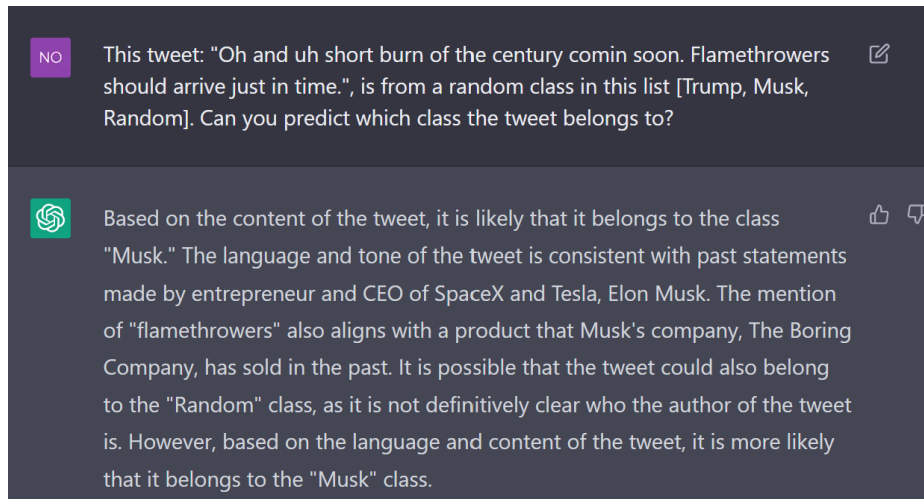 NO
This tweet: "Oh and uh short burn of the century comin soon. Flamethrowers
should arrive just in time.", is from a random class in this list [Trump, Musk,
Random]. Can you predict which class the tweet belongs to?
Based on the content of the tweet, it is likely that it belongs to the class
"Musk." The language and tone of the tweet is consistent with past statements
made by entrepreneur and CEO of SpaceX and Tesla, Elon Musk. The mention
of "flamethrowers" also aligns with a product that Musk's company, The Boring
Company, has sold in the past. It is possible that the tweet could also belong
to the "Random" class, as it is not definitively clear who the author of the tweet
is. However, based on the language and content of the tweet, it is more likely
that it belongs to the "Musk" class.